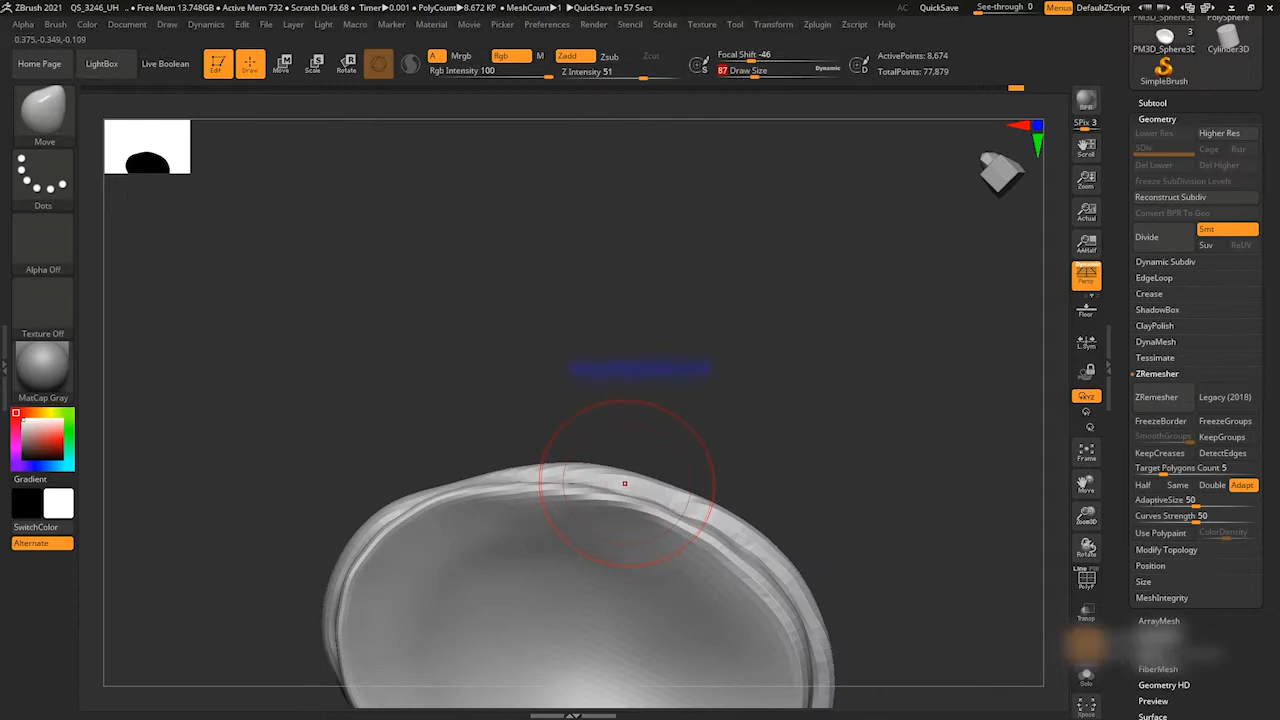 ZBrush 2021 QS_3246_UH .. • Free Mem 13.748GB • Active Mem 732 • Scratch Disk 68 • Timer▶0.001 • PolyCount▶8.672 KP • MeshCount▶1 ▶QuickSave In 57 Secs AC QuickSave See-through 0 Menus DefaultZScript
Alpha Brush Color Document Draw Dynamics Edit File Layer Light Macro Marker Material Movie Picker Preferences Render Stencil Stroke Texture Tool Transform Zplugin Zscript Help
0.375,-0.349,-0.109
Home Page LightBox Live Boolean Edit Draw Move Scale Rotate
A Mrgb Rgb M Zadd Zsub Zcut
Rgb Intensity 100 Z Intensity 51
S Focal Shift -46
87 Draw Size Dynamic D
ActivePoints: 8,674
TotalPoints: 77,879
Move
Dots
Alpha Off
Texture Off
MatCap Gray
Gradient
SwitchColor
Alternate
BPR
SPix 3
Scroll
Zoom
Actual
AAHalf
Dynamic
Persp
Floor
L.Sym
XYZ
Frame
Move
Zoom3D
Rotate
Line Fill
PolyF
Transp
Solo
Xpose
PM3D_Sphere3D PolySphere
3
PM3D_Sphere3D Cylinder3D
SimpleBrush
Subtool
Geometry
Lower Res Higher Res
SDiv Cage Rstr
Del Lower Del Higher
Freeze SubDivision Levels
Reconstruct Subdiv
Convert BPR To Geo
Divide Smt
Suv ReUV
Dynamic Subdiv
EdgeLoop
Crease
ShadowBox
ClayPolish
DynaMesh
Tessimate
ZRemesher
ZRemesher Legacy (2018)
FreezeBorder FreezeGroups
SmoothGroups KeepGroups
KeepCreases DetectEdges
Target Polygons Count 5
Half Same Double Adapt
AdaptiveSize 50
Curves Strength 50
Use Polypaint ColorDensity
Modify Topology
Position
Size
MeshIntegrity
ArrayMesh
FiberMesh
Geometry HD
Preview
Surface